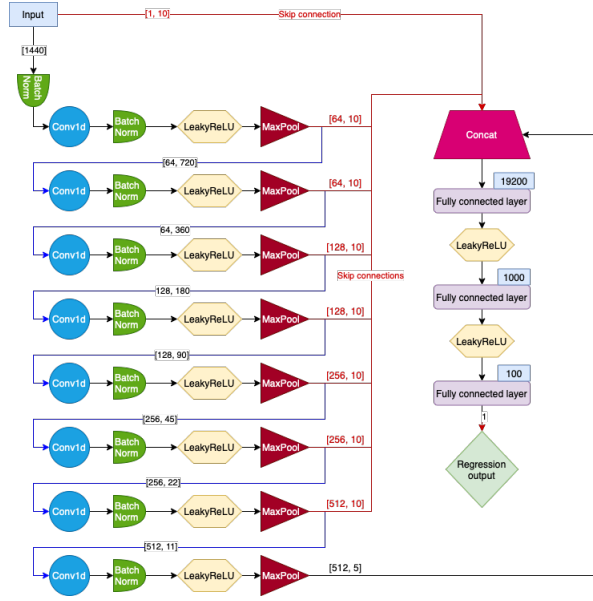 Input
[1, 10]
Skip connection
[1440]
Batch
Norm
Conv1d
Batch
Norm
LeakyReLU
MaxPool
[64, 10]
Concat
[64, 720]
Conv1d
Batch
Norm
LeakyReLU
MaxPool
[64, 10]
19200
Fully connected layer
64, 360
Conv1d
Batch
Norm
LeakyReLU
MaxPool
[128, 10]
LeakyReLU
Skip connections
1000
Fully connected layer
128, 180
Conv1d
Batch
Norm
LeakyReLU
MaxPool
[128, 10]
LeakyReLU
[128, 90]
Conv1d
Batch
Norm
LeakyReLU
MaxPool
[256, 10]
100
Fully connected layer
1
[256, 45]
Conv1d
Batch
Norm
LeakyReLU
MaxPool
[256, 10]
Regression
output
[256, 22]
Conv1d
Batch
Norm
LeakyReLU
MaxPool
[512, 10]
[512, 11]
Conv1d
Batch
Norm
LeakyReLU
MaxPool
[512, 5]